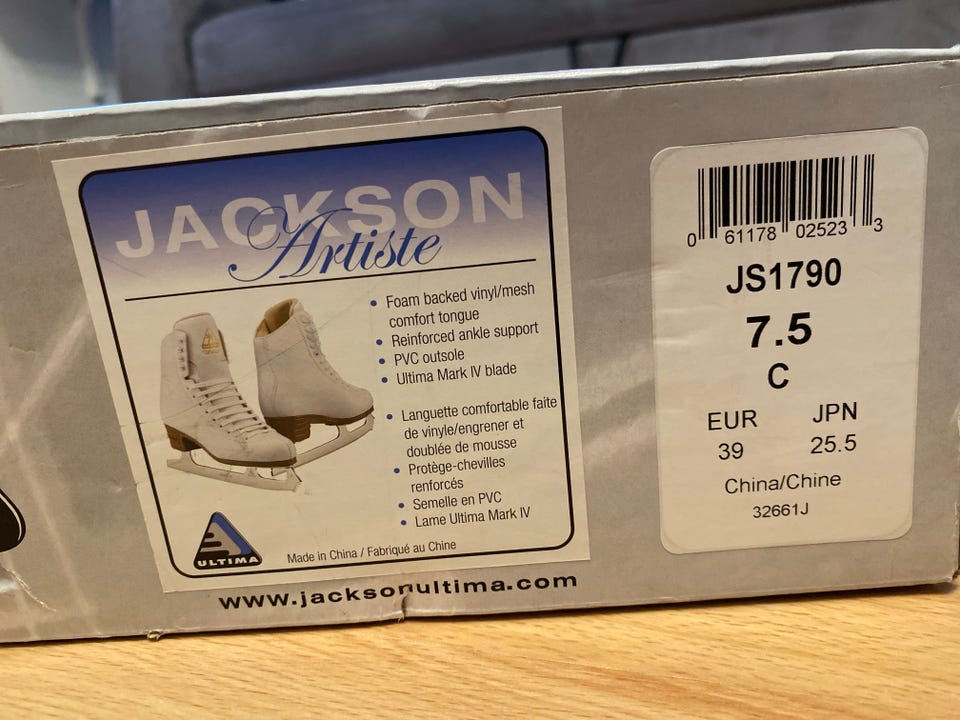 JACKSON
Artiste
• Foam backed vinyl/mesh
comfort tongue
• Reinforced ankle support
• PVC outsole
• Ultima Mark IV blade
• Languette comfortable faite
de vinyle/engrener et
doublée de mousse
• Protège-chevilles
renforcés
• Semelle en PVC
• Lame Ultima Mark IV
ULTIMA
Made in China / Fabriqué au Chine
www.jacksonultima.com
0 61178 02523 3
JS1790
7.5
C
EUR JPN
39 25.5
China/Chine
32661J